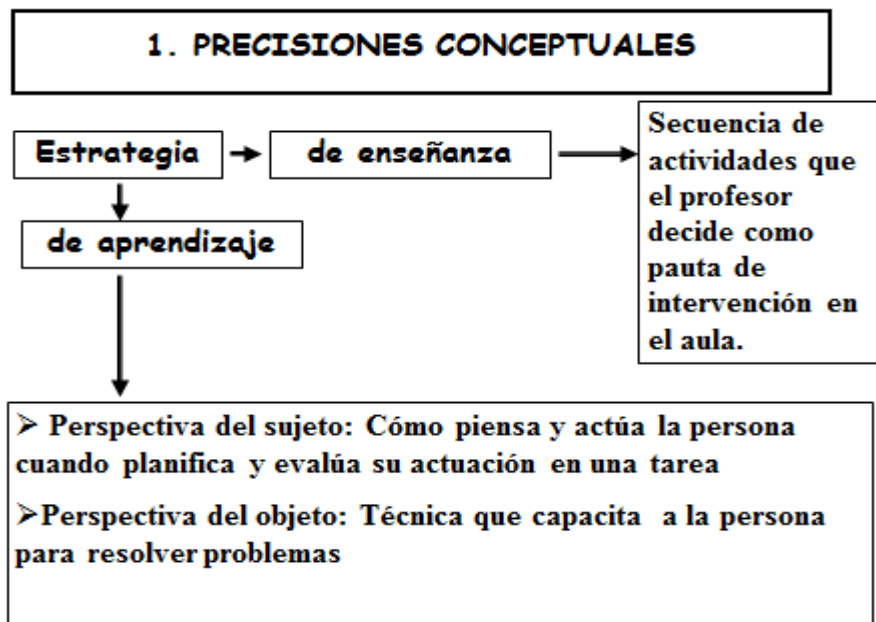 1. PRECISIONES CONCEPTUALES
Estrategia
de enseñanza
Secuencia de
actividades que
el profesor
decide como
pauta de
intervención en
el aula.
de aprendizaje
➢ Perspectiva del sujeto: Cómo piensa y actúa la persona
cuando planifica y evalúa su actuación en una tarea
➢Perspectiva del objeto: Técnica que capacita a la persona
para resolver problemas